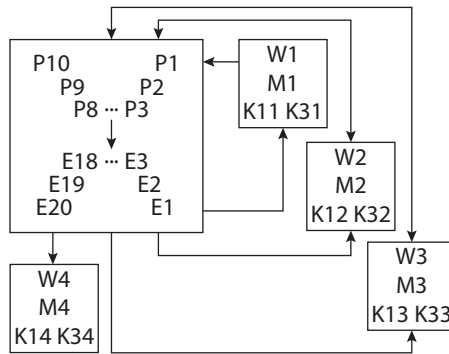 P10 P1
P9 P2
P8 ... P3
E18 ... E3
E19 E2
E20 E1
W1
M1
K11 K31
W2
M2
K12 K32
W3
M3
K13 K33
W4
M4
K14 K34